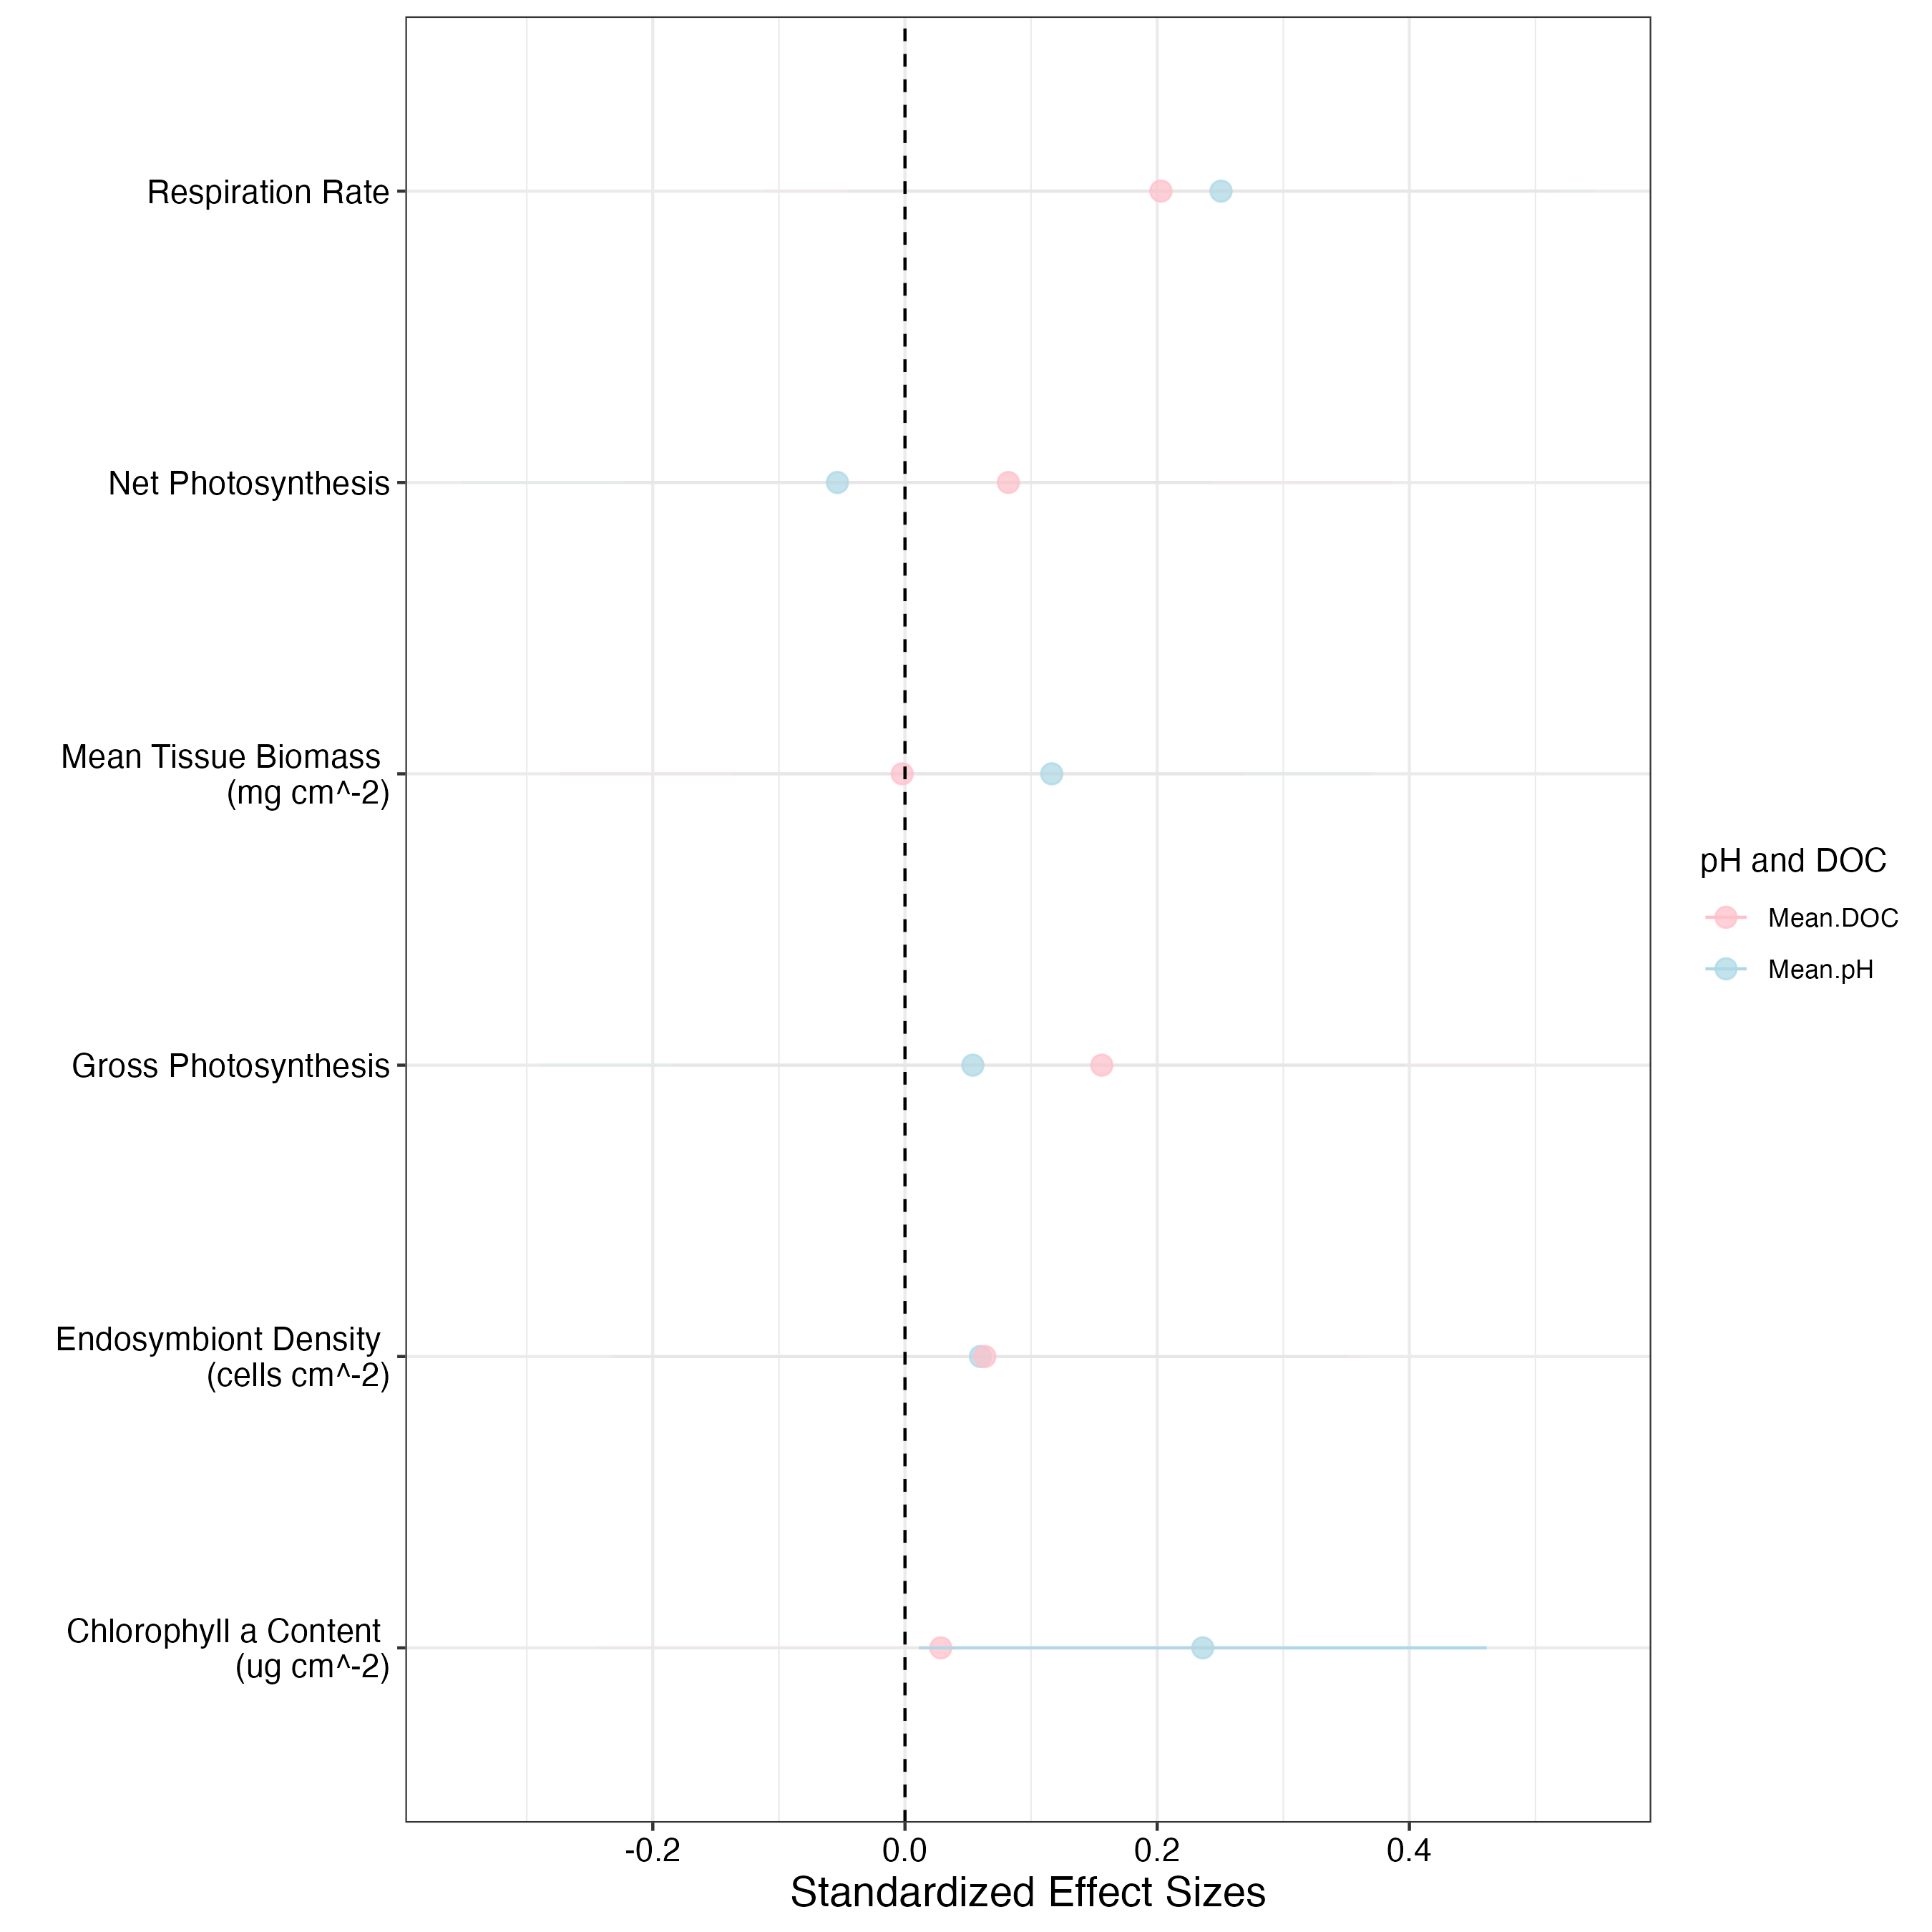 Respiration Rate
Net Photosynthesis
Mean Tissue Biomass
(mg cm^-2)
Gross Photosynthesis
Endosymbiont Density
(cells cm^-2)
Chlorophyll a Content
(ug cm^-2)
-0.2 0.0 0.2 0.4
Standardized Effect Sizes
pH and DOC
Mean.DOC
Mean.pH